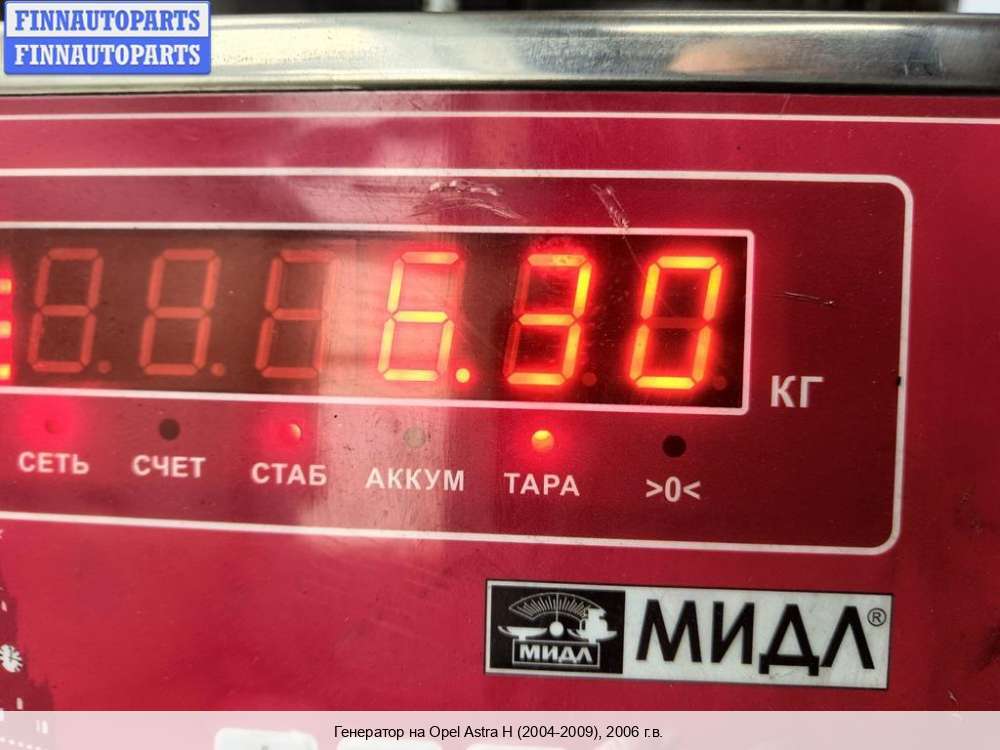 FINNAUTOPARTS
FINNAUTOPARTS
6.30
КГ
СЕТЬ СЧЕТ СТАБ АККУМ ТАРА >0<
МИДЛ МИДЛ®
Генератор на Opel Astra H (2004-2009), 2006 г.в.